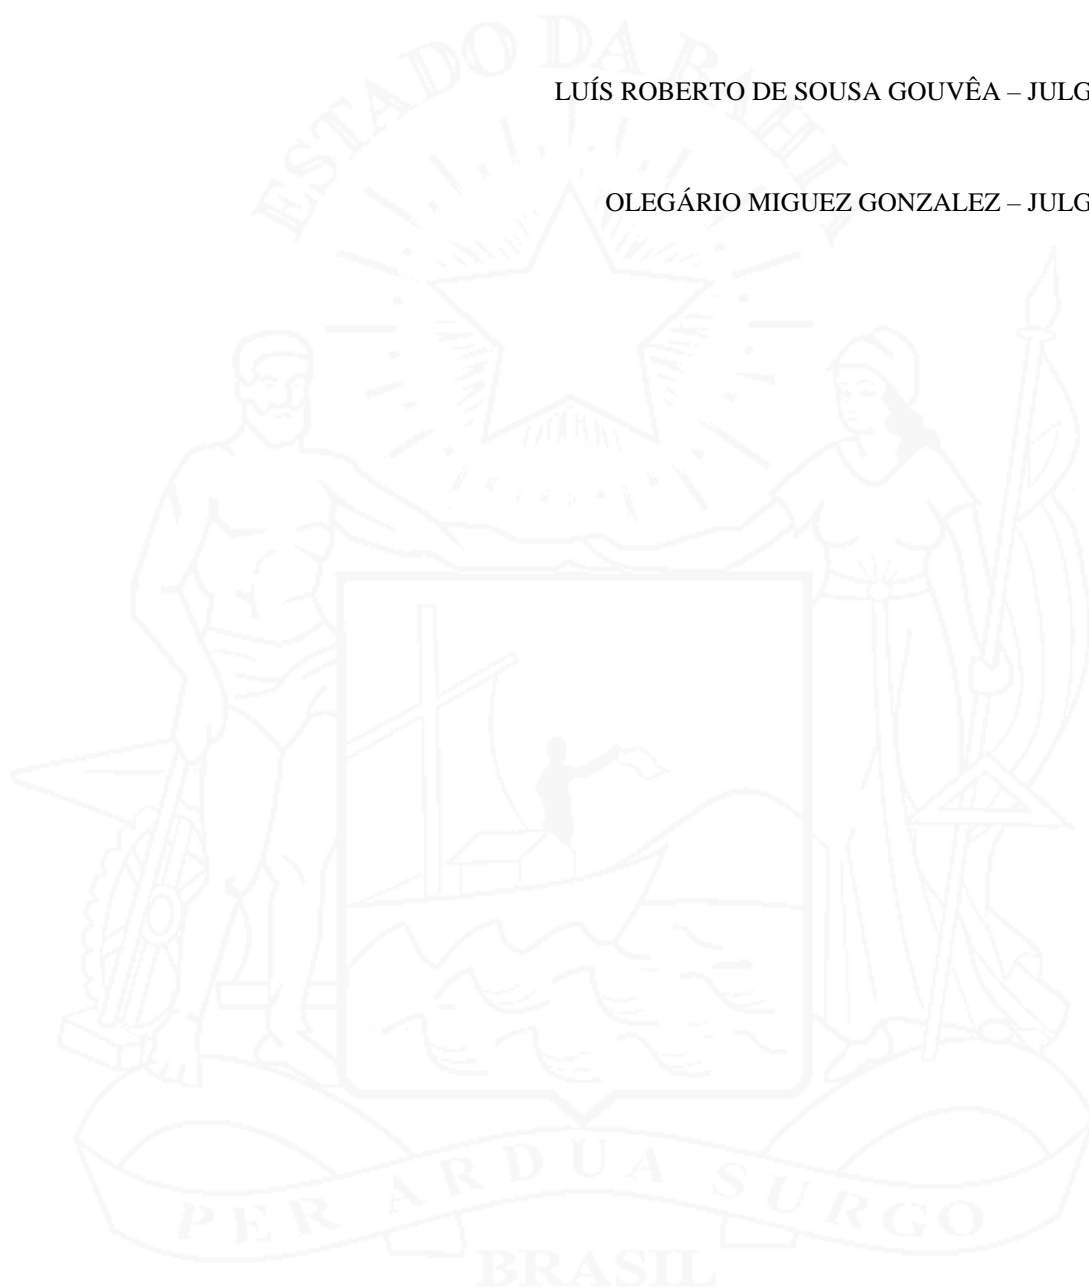 ESTADO DA BAHIA
LUÍS ROBERTO DE SOUSA GOUVÊA – JULG
OLEGÁRIO MIGUEZ GONZALEZ – JULG
PER ARDUA SURGO
BRASIL